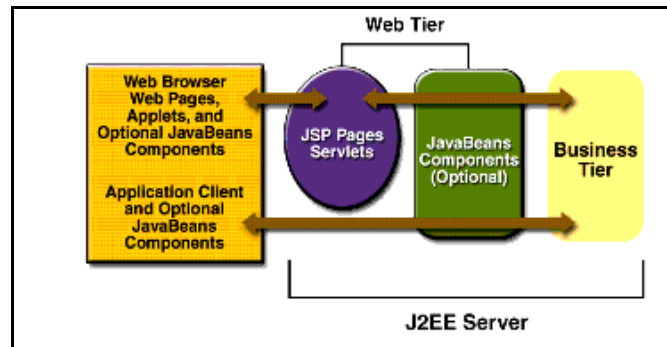 Web Tier
Web Browser
Web Pages,
Applets, and
Optional JavaBeans
Components
Application Client
and Optional
JavaBeans
Components
JSP Pages
Servlets
JavaBeans
Components
(Optional)
Business
Tier
J2EE Server